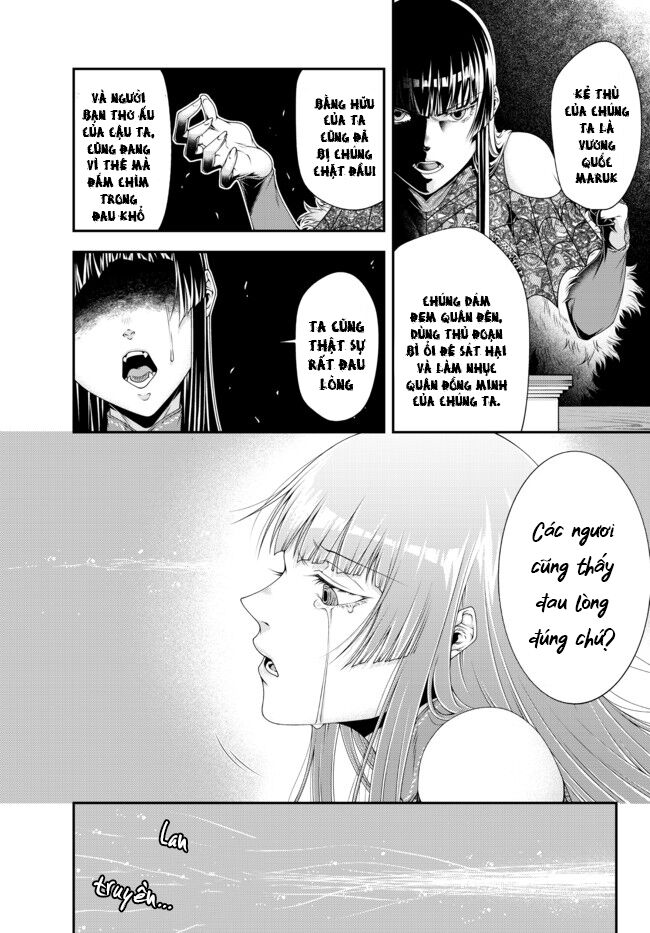 KẺ THÙ
CỦA CHÚNG
TA LÀ
VƯƠNG
QUỐC
MARUK
CHÚNG DÁM
ĐEM QUÂN ĐẾN,
DÙNG THỦ ĐOẠN
BỈ ỔI ĐỂ SÁT HẠI
VÀ LÀM NHỤC
QUÂN ĐỒNG MINH
CỦA CHÚNG TA.
BẰNG HỮU
CỦA TA
CŨNG ĐÃ
BỊ CHÚNG
CHẶT ĐẦU!
VÀ NGƯỜI
BẠN THƠ ẤU
CỦA CẬU TA,
CŨNG ĐANG
VÌ THẾ MÀ
ĐẮM CHÌM
TRONG
ĐAU KHỔ
TA CŨNG
THẬT SỰ
RẤT ĐAU
LÒNG
Các ngươi
cũng thấy
đau lòng
đúng chứ?
Lan
truyền...